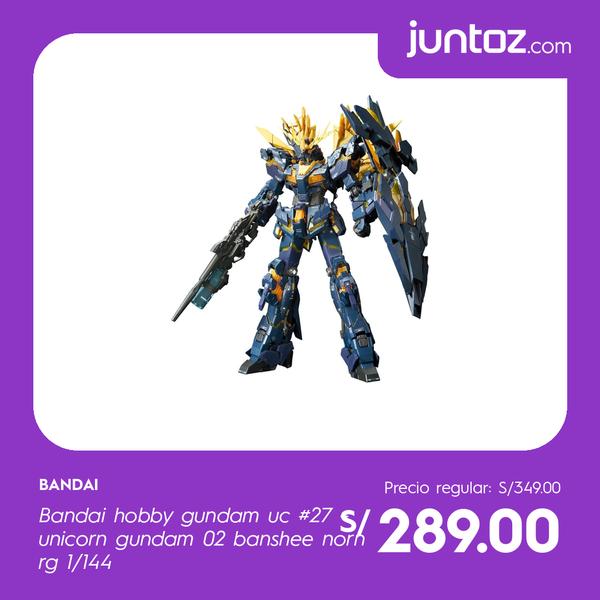 juntoz.com
BANDAI
Bandai hobby gundam uc #27
unicorn gundam 02 banshee norn
rg 1/144
Precio regular: S/349.00
S/ 289.00